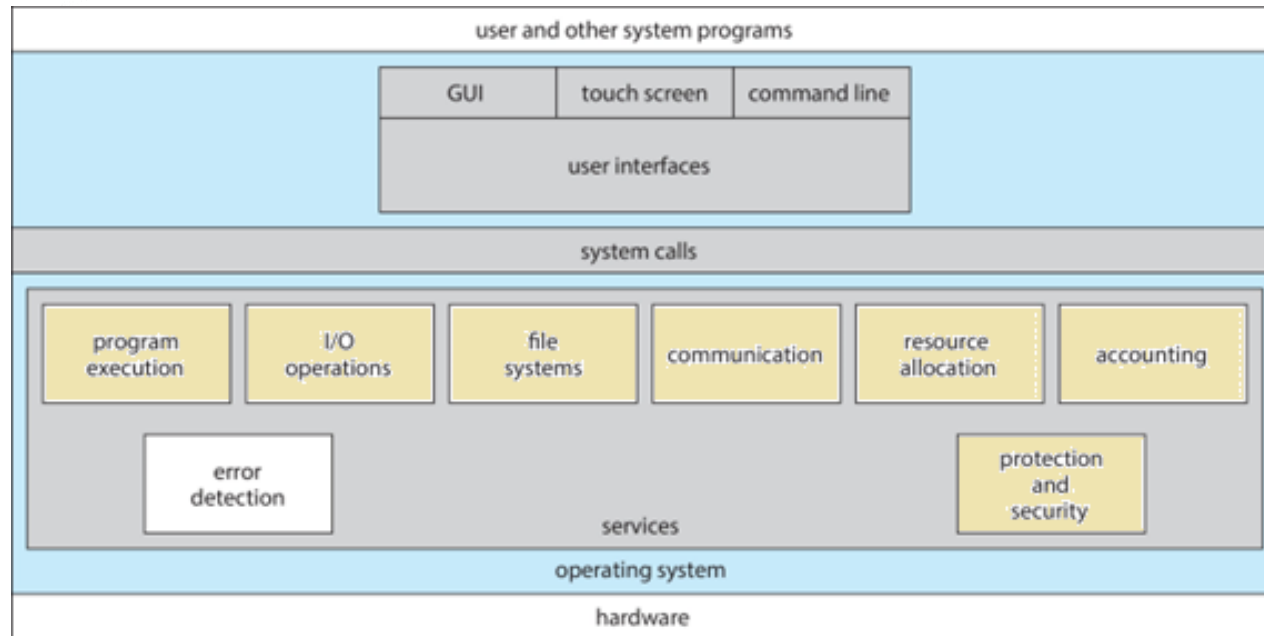 user and other system programs
GUI
touch screen
command line
user interfaces
system calls
program
execution
I/O
operations
file
systems
communication
resource
allocation
accounting
error
detection
protection
and
security
services
operating system
hardware